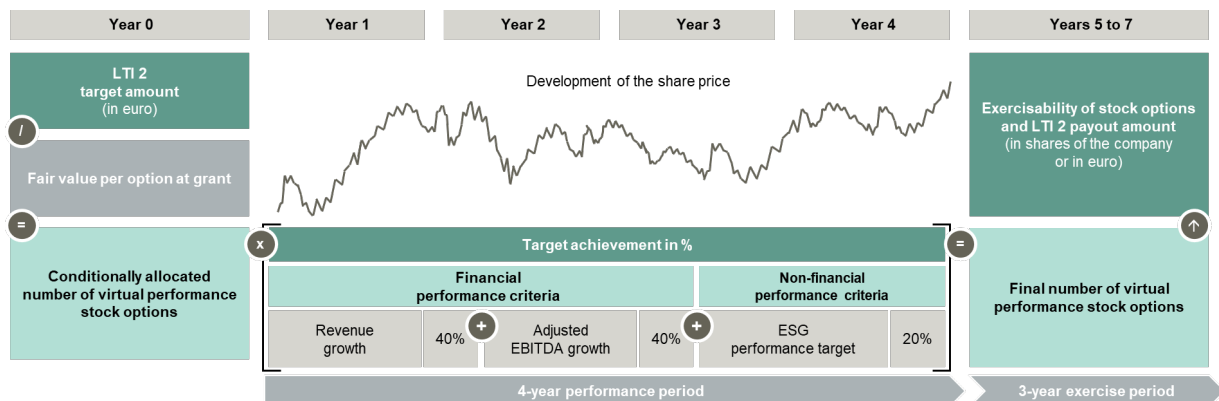 Year 0
Year 1
Year 2
Year 3
Year 4
Years 5 to 7
LTI 2
target amount
(in euro)
/
Fair value per option at grant
=
Conditionally allocated
number of virtual performance
stock options
Development of the share price
x
Target achievement in %
Financial
performance criteria
Non-financial
performance criteria
Revenue
growth
40%
+
Adjusted
EBITDA growth
40%
+
ESG
performance target
20%
=
Exercisability of stock options
and LTI 2 payout amount
(in shares of the company
or in euro)
↑
Final number of virtual
performance stock options
4-year performance period
3-year exercise period